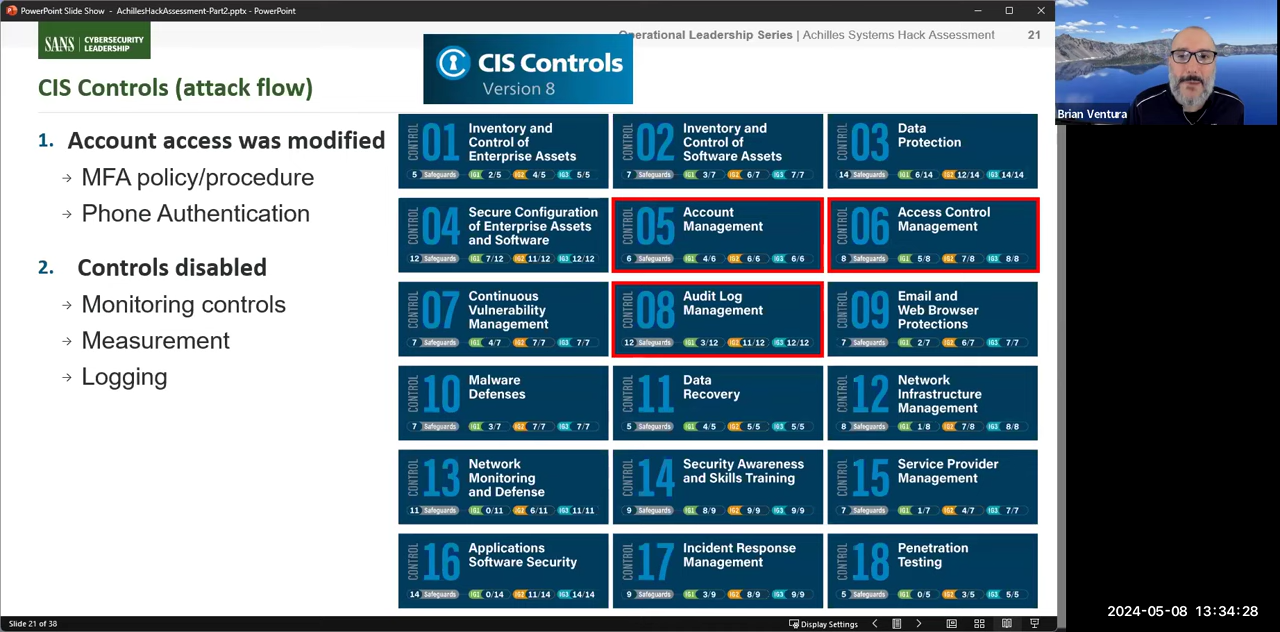 PowerPoint Slide Show - AchillesHackAssessment-Part2.pptx - PowerPoint
SANS | CYBERSECURITY
LEADERSHIP
Operational Leadership Series | Achilles Systems Hack Assessment 21
CIS Controls (attack flow)
CIS Controls
Version 8
1. Account access was modified
→ MFA policy/procedure
→ Phone Authentication
2. Controls disabled
→ Monitoring controls
→ Measurement
→ Logging
CONTROL 01 Inventory and
Control of
Enterprise Assets
5 Safeguards IG1 2/5 IG2 4/5 IG3 5/5
CONTROL 02 Inventory and
Control of
Software Assets
7 Safeguards IG1 3/7 IG2 6/7 IG3 7/7
CONTROL 03 Data
Protection
14 Safeguards IG1 6/14 IG2 12/14 IG3 14/14
CONTROL 04 Secure Configuration
of Enterprise Assets
and Software
12 Safeguards IG1 7/12 IG2 11/12 IG3 12/12
CONTROL 05 Account
Management
6 Safeguards IG1 4/6 IG2 6/6 IG3 6/6
CONTROL 06 Access Control
Management
8 Safeguards IG1 5/8 IG2 7/8 IG3 8/8
CONTROL 07 Continuous
Vulnerability
Management
7 Safeguards IG1 4/7 IG2 7/7 IG3 7/7
CONTROL 08 Audit Log
Management
12 Safeguards IG1 3/12 IG2 11/12 IG3 12/12
CONTROL 09 Email and
Web Browser
Protections
7 Safeguards IG1 2/7 IG2 6/7 IG3 7/7
CONTROL 10 Malware
Defenses
7 Safeguards IG1 3/7 IG2 7/7 IG3 7/7
CONTROL 11 Data
Recovery
5 Safeguards IG1 4/5 IG2 5/5 IG3 5/5
CONTROL 12 Network
Infrastructure
Management
8 Safeguards IG1 1/8 IG2 7/8 IG3 8/8
CONTROL 13 Network
Monitoring
and Defense
11 Safeguards IG1 0/11 IG2 6/11 IG3 11/11
CONTROL 14 Security Awareness
and Skills Training
9 Safeguards IG1 8/9 IG2 9/9 IG3 9/9
CONTROL 15 Service Provider
Management
7 Safeguards IG1 1/7 IG2 4/7 IG3 7/7
CONTROL 16 Applications
Software Security
14 Safeguards IG1 0/14 IG2 11/14 IG3 14/14
CONTROL 17 Incident Response
Management
9 Safeguards IG1 3/9 IG2 8/9 IG3 9/9
CONTROL 18 Penetration
Testing
5 Safeguards IG1 0/5 IG2 3/5 IG3 5/5
Slide 21 of 38
Display Settings
Brian Ventura
2024-05-08 13:34:28